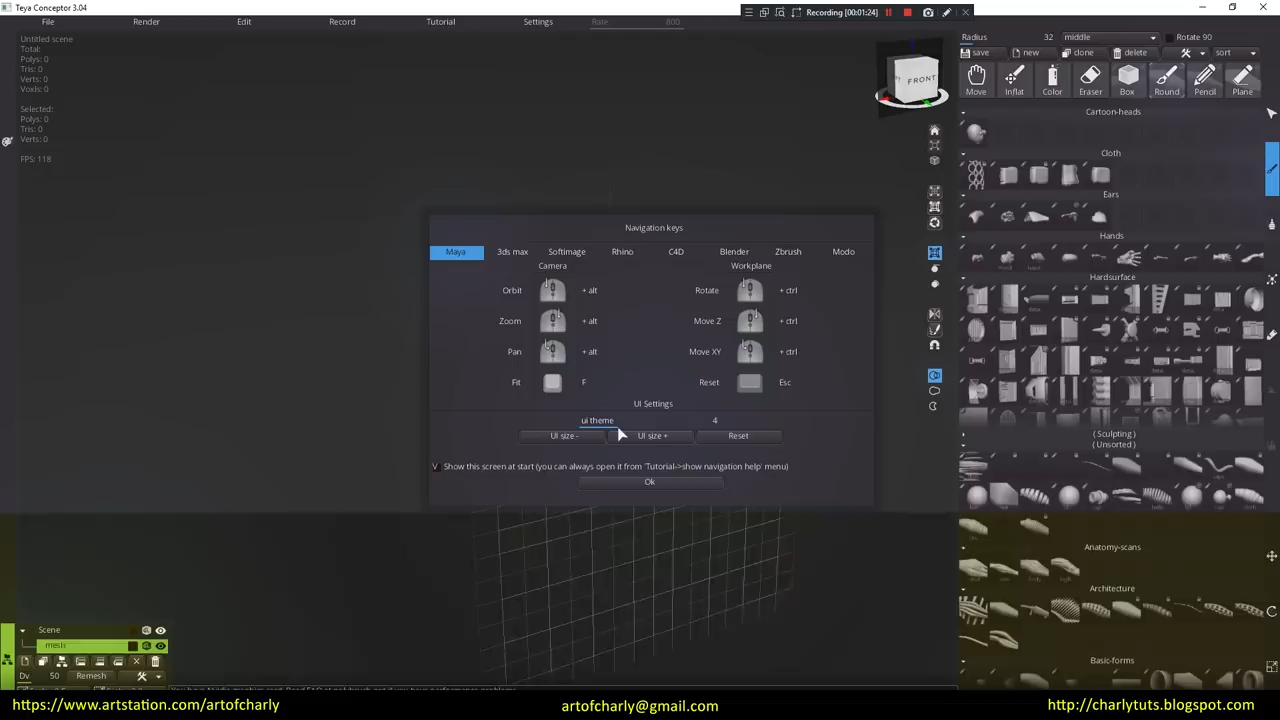 Teya Conceptor 3.04
Recording [00:01:24]
File Render Edit Record Tutorial Settings Rate 800
Untitled scene
Total:
Polys: 0
Tris: 0
Verts: 0
Voxls: 0
Selected:
Polys: 0
Tris: 0
Verts: 0
FPS: 118
FRONT
Radius 32 middle Rotate 90
save new clone delete sort
Move Inflat Color Eraser Box Round Pencil Plane
Cartoon-heads
Cloth
Ears
Hands
Hardsurface
( Sculpting )
( Unsorted )
Anatomy-scans
Architecture
Basic-forms
Navigation keys
Maya 3ds max Softimage Rhino C4D Blender Zbrush Modo
Camera Workplane
Orbit + alt Rotate + ctrl
Zoom + alt Move Z + ctrl
Pan + alt Move XY + ctrl
Fit F Reset Esc
UI Settings
ui theme 4
UI size - UI size + Reset
V Show this screen at start (you can always open it from 'Tutorial->show navigation help' menu)
Ok
Scene
mesh
Dv 50 Remesh
https://www.artstation.com/artofcharly artofcharly@gmail.com http://charlytuts.blogspot.com